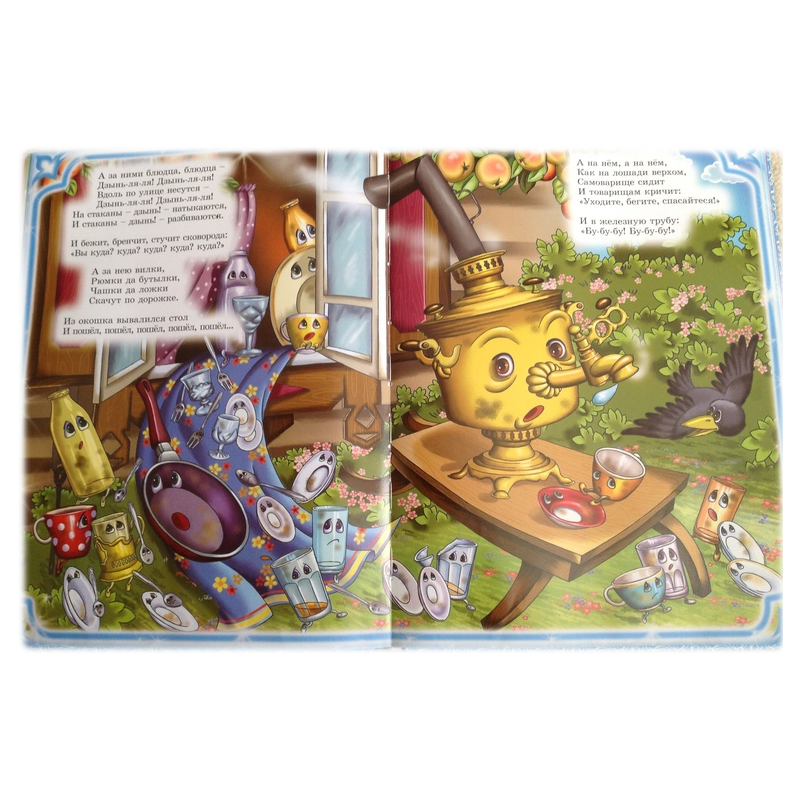 А за ними блюдца, блюдца –
Дзынь-ля-ля! Дзынь-ля-ля!
Вдоль по улице несутся –
Дзынь-ля-ля! Дзынь-ля-ля!
На стаканы – дзынь! – натыкаются,
И стаканы – дзынь! – разбиваются.
И бежит, бренчит, стучит сковорода:
«Вы куда? куда? куда? куда? куда?»
А за нею вилки,
Рюмки да бутылки,
Чашки да ложки
Скачут по дорожке.
Из окошка вывалился стол
И пошёл, пошёл, пошёл, пошёл, пошёл...
А на нём, а на нём,
Как на лошади верхом,
Самоварище сидит
И товарищам кричит:
«Уходите, бегите, спасайтеся!»
И в железную трубу:
«Бу-бу-бу! Бу-бу-бу!»